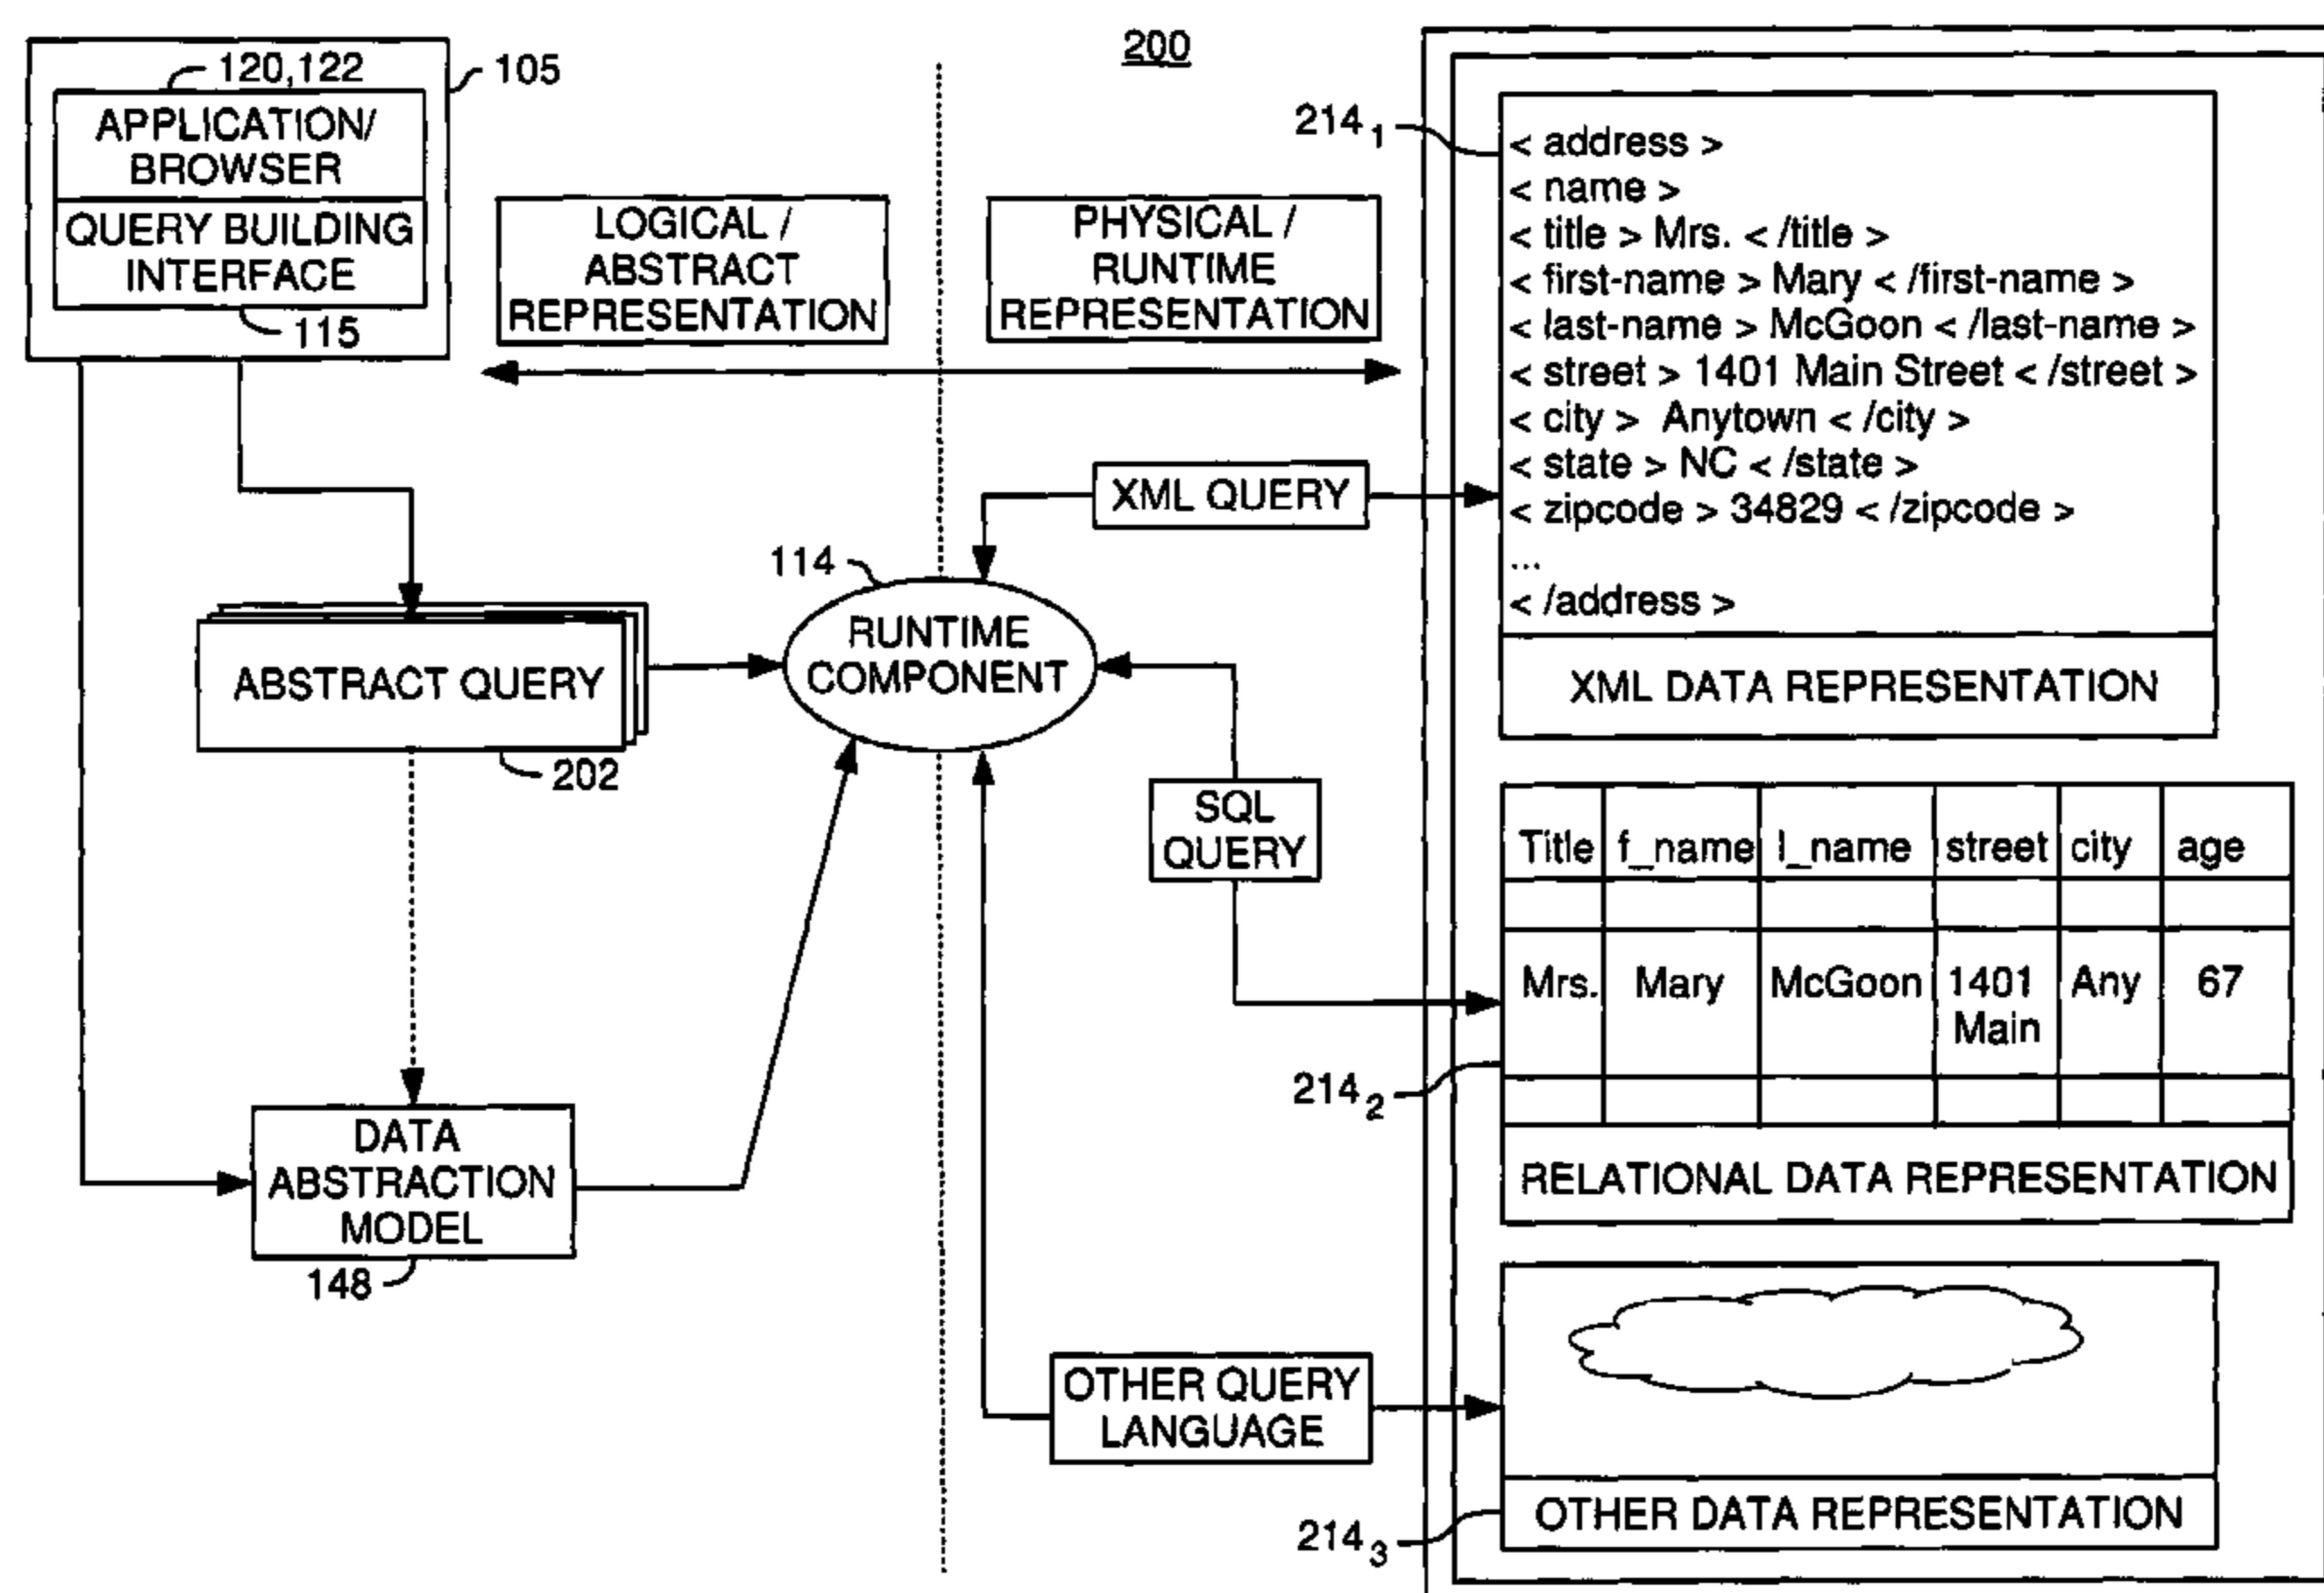 200
120,122
105
APPLICATION/
BROWSER
QUERY BUILDING
INTERFACE
115
LOGICAL /
ABSTRACT
REPRESENTATION
PHYSICAL /
RUNTIME
REPRESENTATION
214 1
< address >
< name >
< title > Mrs. < /title >
< first-name > Mary < /first-name >
< last-name > McGoon < /last-name >
< street > 1401 Main Street < /street >
< city > Anytown < /city >
< state > NC < /state >
< zipcode > 34829 < /zipcode >
...
< /address >
XML DATA REPRESENTATION
XML QUERY
114
RUNTIME
COMPONENT
ABSTRACT QUERY
202
SQL
QUERY
Title f_name l_name street city age
Mrs. Mary McGoon 1401 Any 67
Main
214 2
RELATIONAL DATA REPRESENTATION
DATA
ABSTRACTION
MODEL
148
OTHER QUERY
LANGUAGE
OTHER DATA REPRESENTATION
214 3